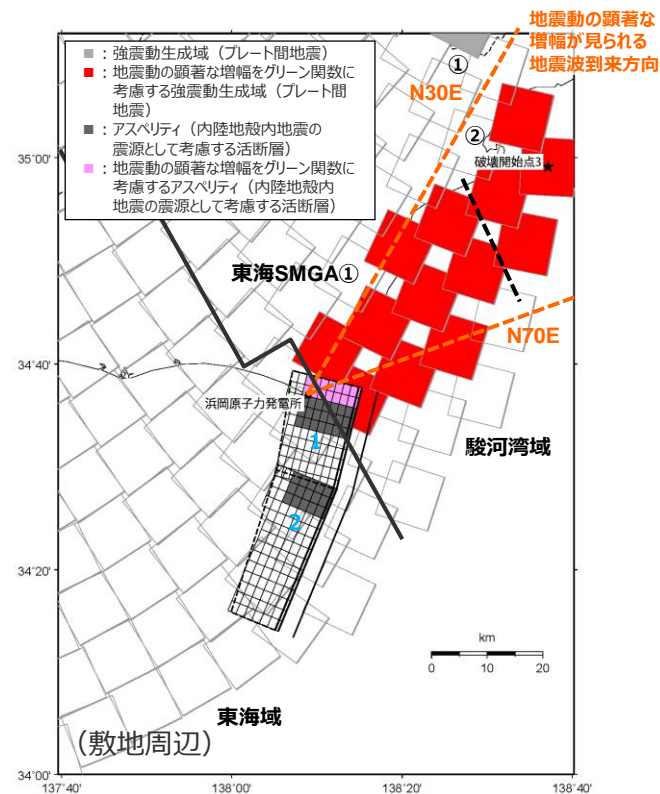 地震動の顕著な
増幅が見られる
地震波到来方向
■：強震動生成域（プレート間地震）
■：地震動の顕著な増幅をグリーン関数に
考慮する強震動生成域（プレート間
地震）
■：アスペリティ（内陸地殻内地震の
震源として考慮する活断層）
■：地震動の顕著な増幅をグリーン関数に
考慮するアスペリティ（内陸地殻内
地震の震源として考慮する活断層）
①
N30E
②
破壊開始点3
★
35°00'
東海SMGA①
N70E
34°40'
浜岡原子力発電所
駿河湾域
1
2
34°20'
km
0 10 20
東海域
（敷地周辺）
34°00'
137°40' 138°00' 138°20' 138°40'